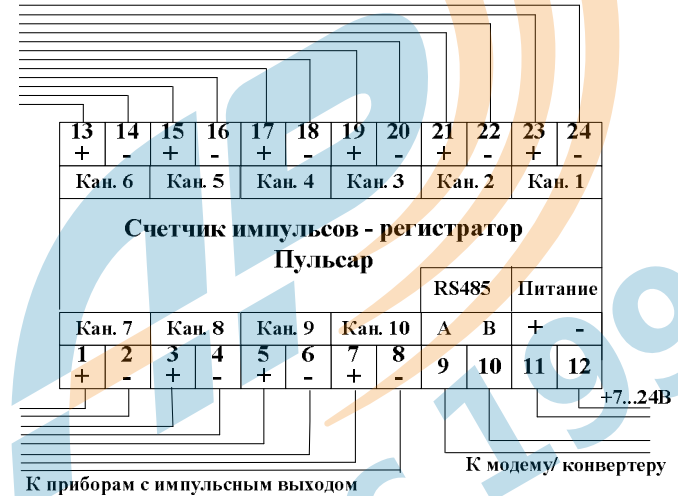 13 14 15 16 17 18 19 20 21 22 23 24
+ - + - + - + - + - + -
Кан. 6 Кан. 5 Кан. 4 Кан. 3 Кан. 2 Кан. 1
Счетчик импульсов - регистратор
Пульсар
RS485 Питание
Кан. 7 Кан. 8 Кан. 9 Кан. 10 А В + -
1 2 3 4 5 6 7 8 9 10 11 12
+ - + - + - + -
+7...24В
К модему/ конвертеру
К приборам с импульсным выходом